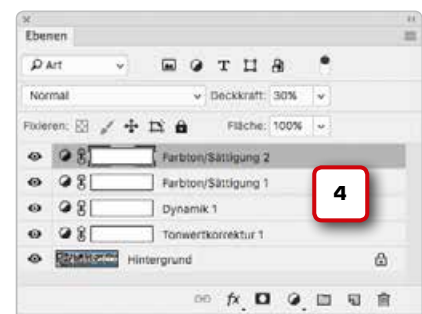 Ebenen
Art
Normal Deckkraft: 30%
Fixieren: Fläche: 100%
Farbton/Sättigung 2
Farbton/Sättigung 1
4
Dynamik 1
Tonwertkorrektur 1
Hintergrund
fx